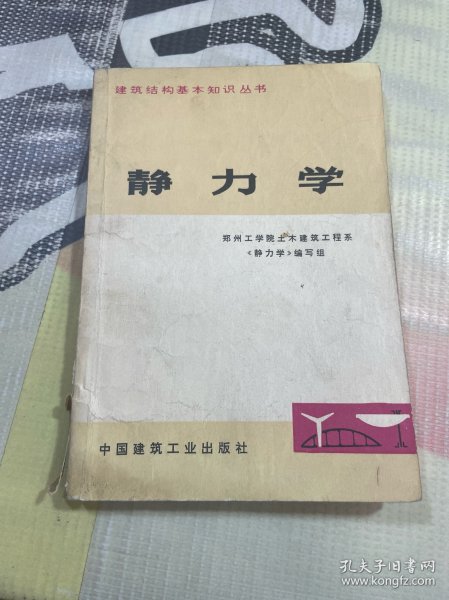 建筑结构基本知识丛书
静力学
郑州工学院土木建筑工程系
《静力学》编写组
中国建筑工业出版社
孔夫子旧书网
www.kongfz.com